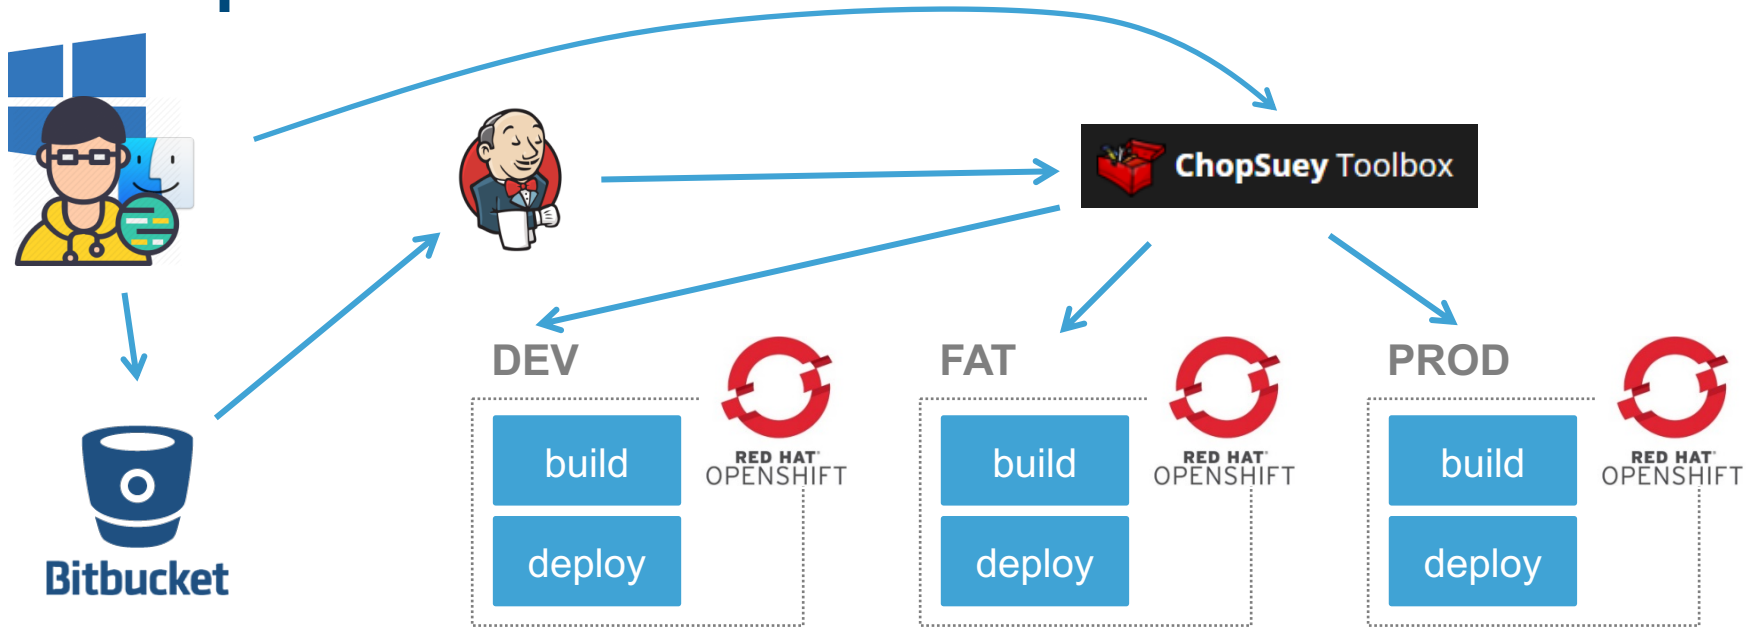 ChopSuey Toolbox
DEV
FAT
PROD
build
RED HAT
OPENSHIFT
build
RED HAT
OPENSHIFT
build
RED HAT
OPENSHIFT
deploy
deploy
deploy
Bitbucket